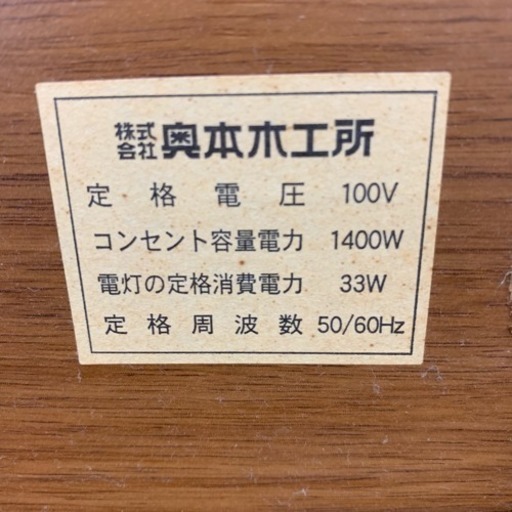 株式会社 奥本木工所
定格電圧 100V
コンセント容量電力 1400W
電灯の定格消費電力 33W
定格周波数 50/60Hz